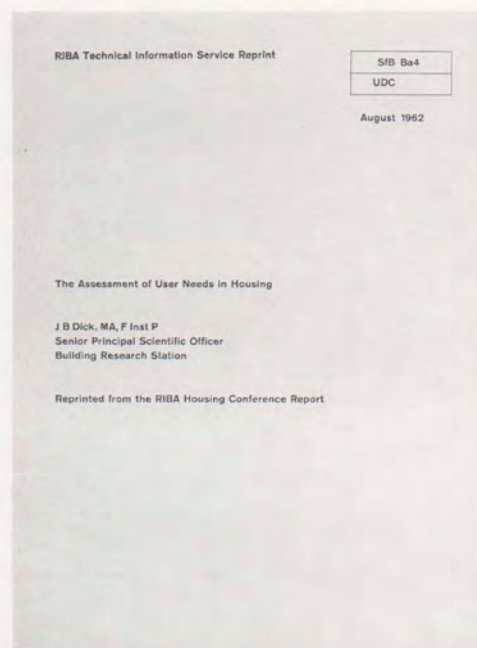 RIBA Technical Information Service Reprint
SfB Ba4
UDC
August 1962
The Assessment of User Needs in Housing
J B Dick, MA, F Inst P
Senior Principal Scientific Officer
Building Research Station
Reprinted from the RIBA Housing Conference Report